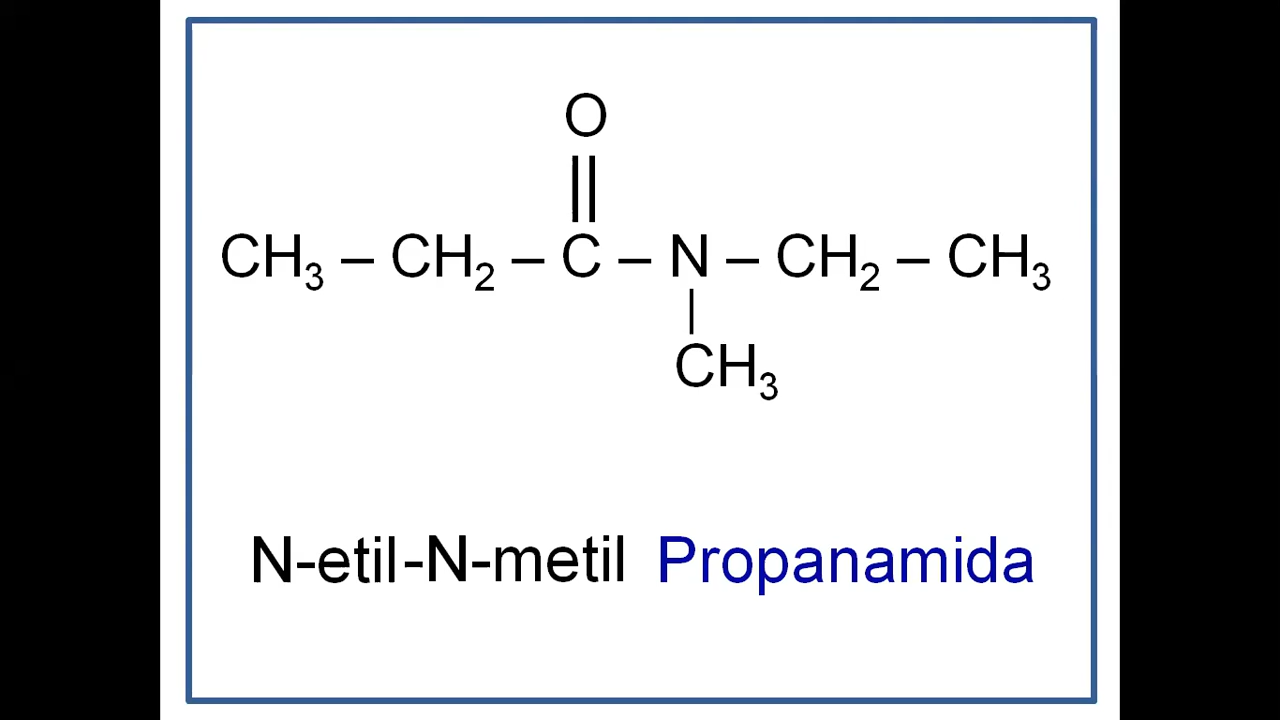 O
CH₃ – CH₂ – C – N – CH₂ – CH₃
CH₃
N-etil-N-metil Propanamida